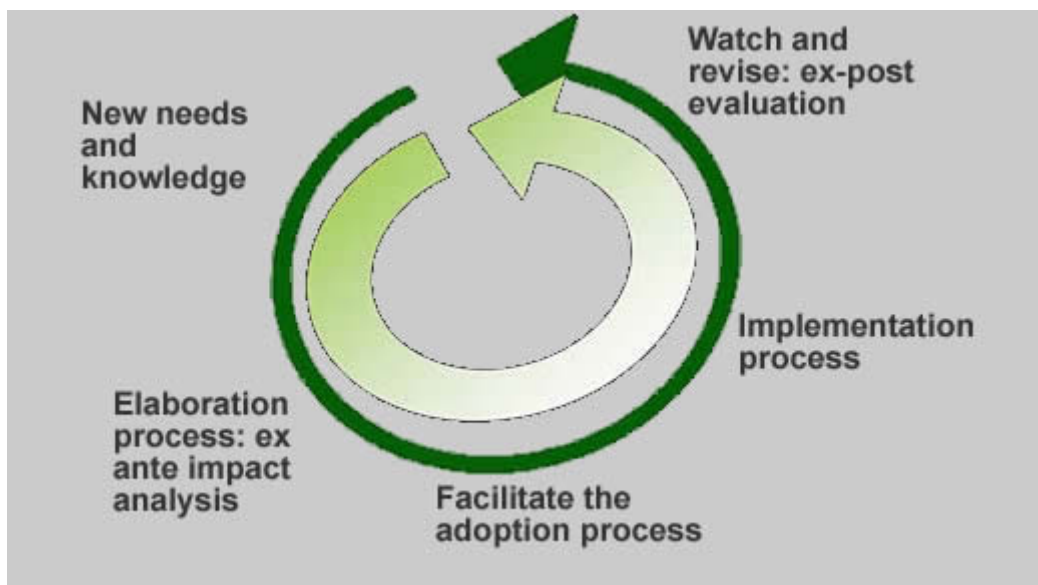 New needs
and
knowledge
Elaboration
process: ex
ante impact
analysis
Facilitate the
adoption process
Implementation
process
Watch and
revise: ex-post
evaluation